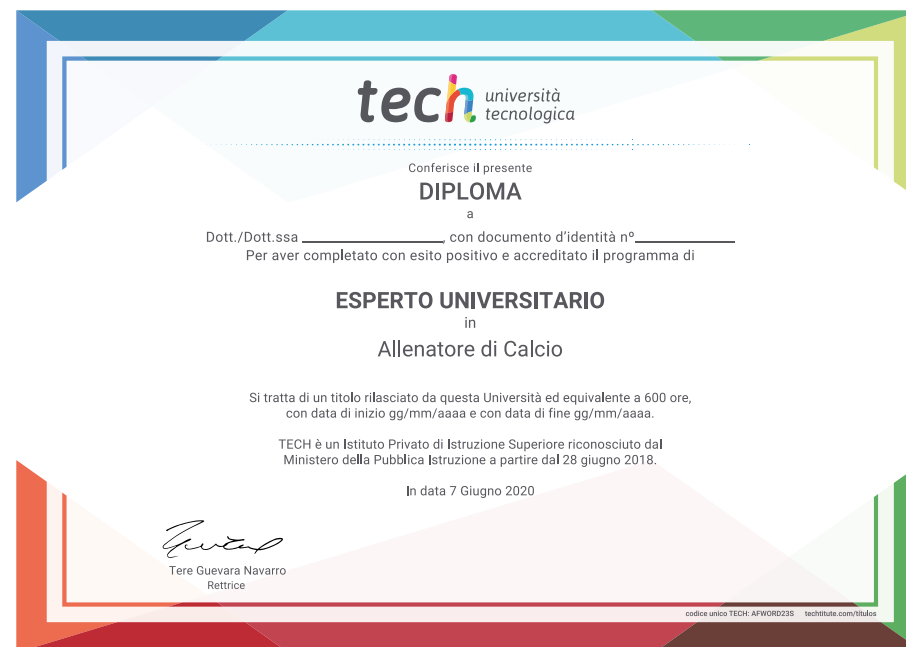 tech università
tecnologica
Conferisce il presente
DIPLOMA
a
Dott./Dott.ssa ____________________, con documento d'identità nº______________
Per aver completato con esito positivo e accreditato il programma di
ESPERTO UNIVERSITARIO
in
Allenatore di Calcio
Si tratta di un titolo rilasciato da questa Università ed equivalente a 600 ore,
con data di inizio gg/mm/aaaa e con data di fine gg/mm/aaaa.
TECH è un Istituto Privato di Istruzione Superiore riconosciuto dal
Ministero della Pubblica Istruzione a partire dal 28 giugno 2018.
In data 7 Giugno 2020
Tere Guevara Navarro
Rettrice
codice unico TECH: AFWORD23S techtitute.com/titulos